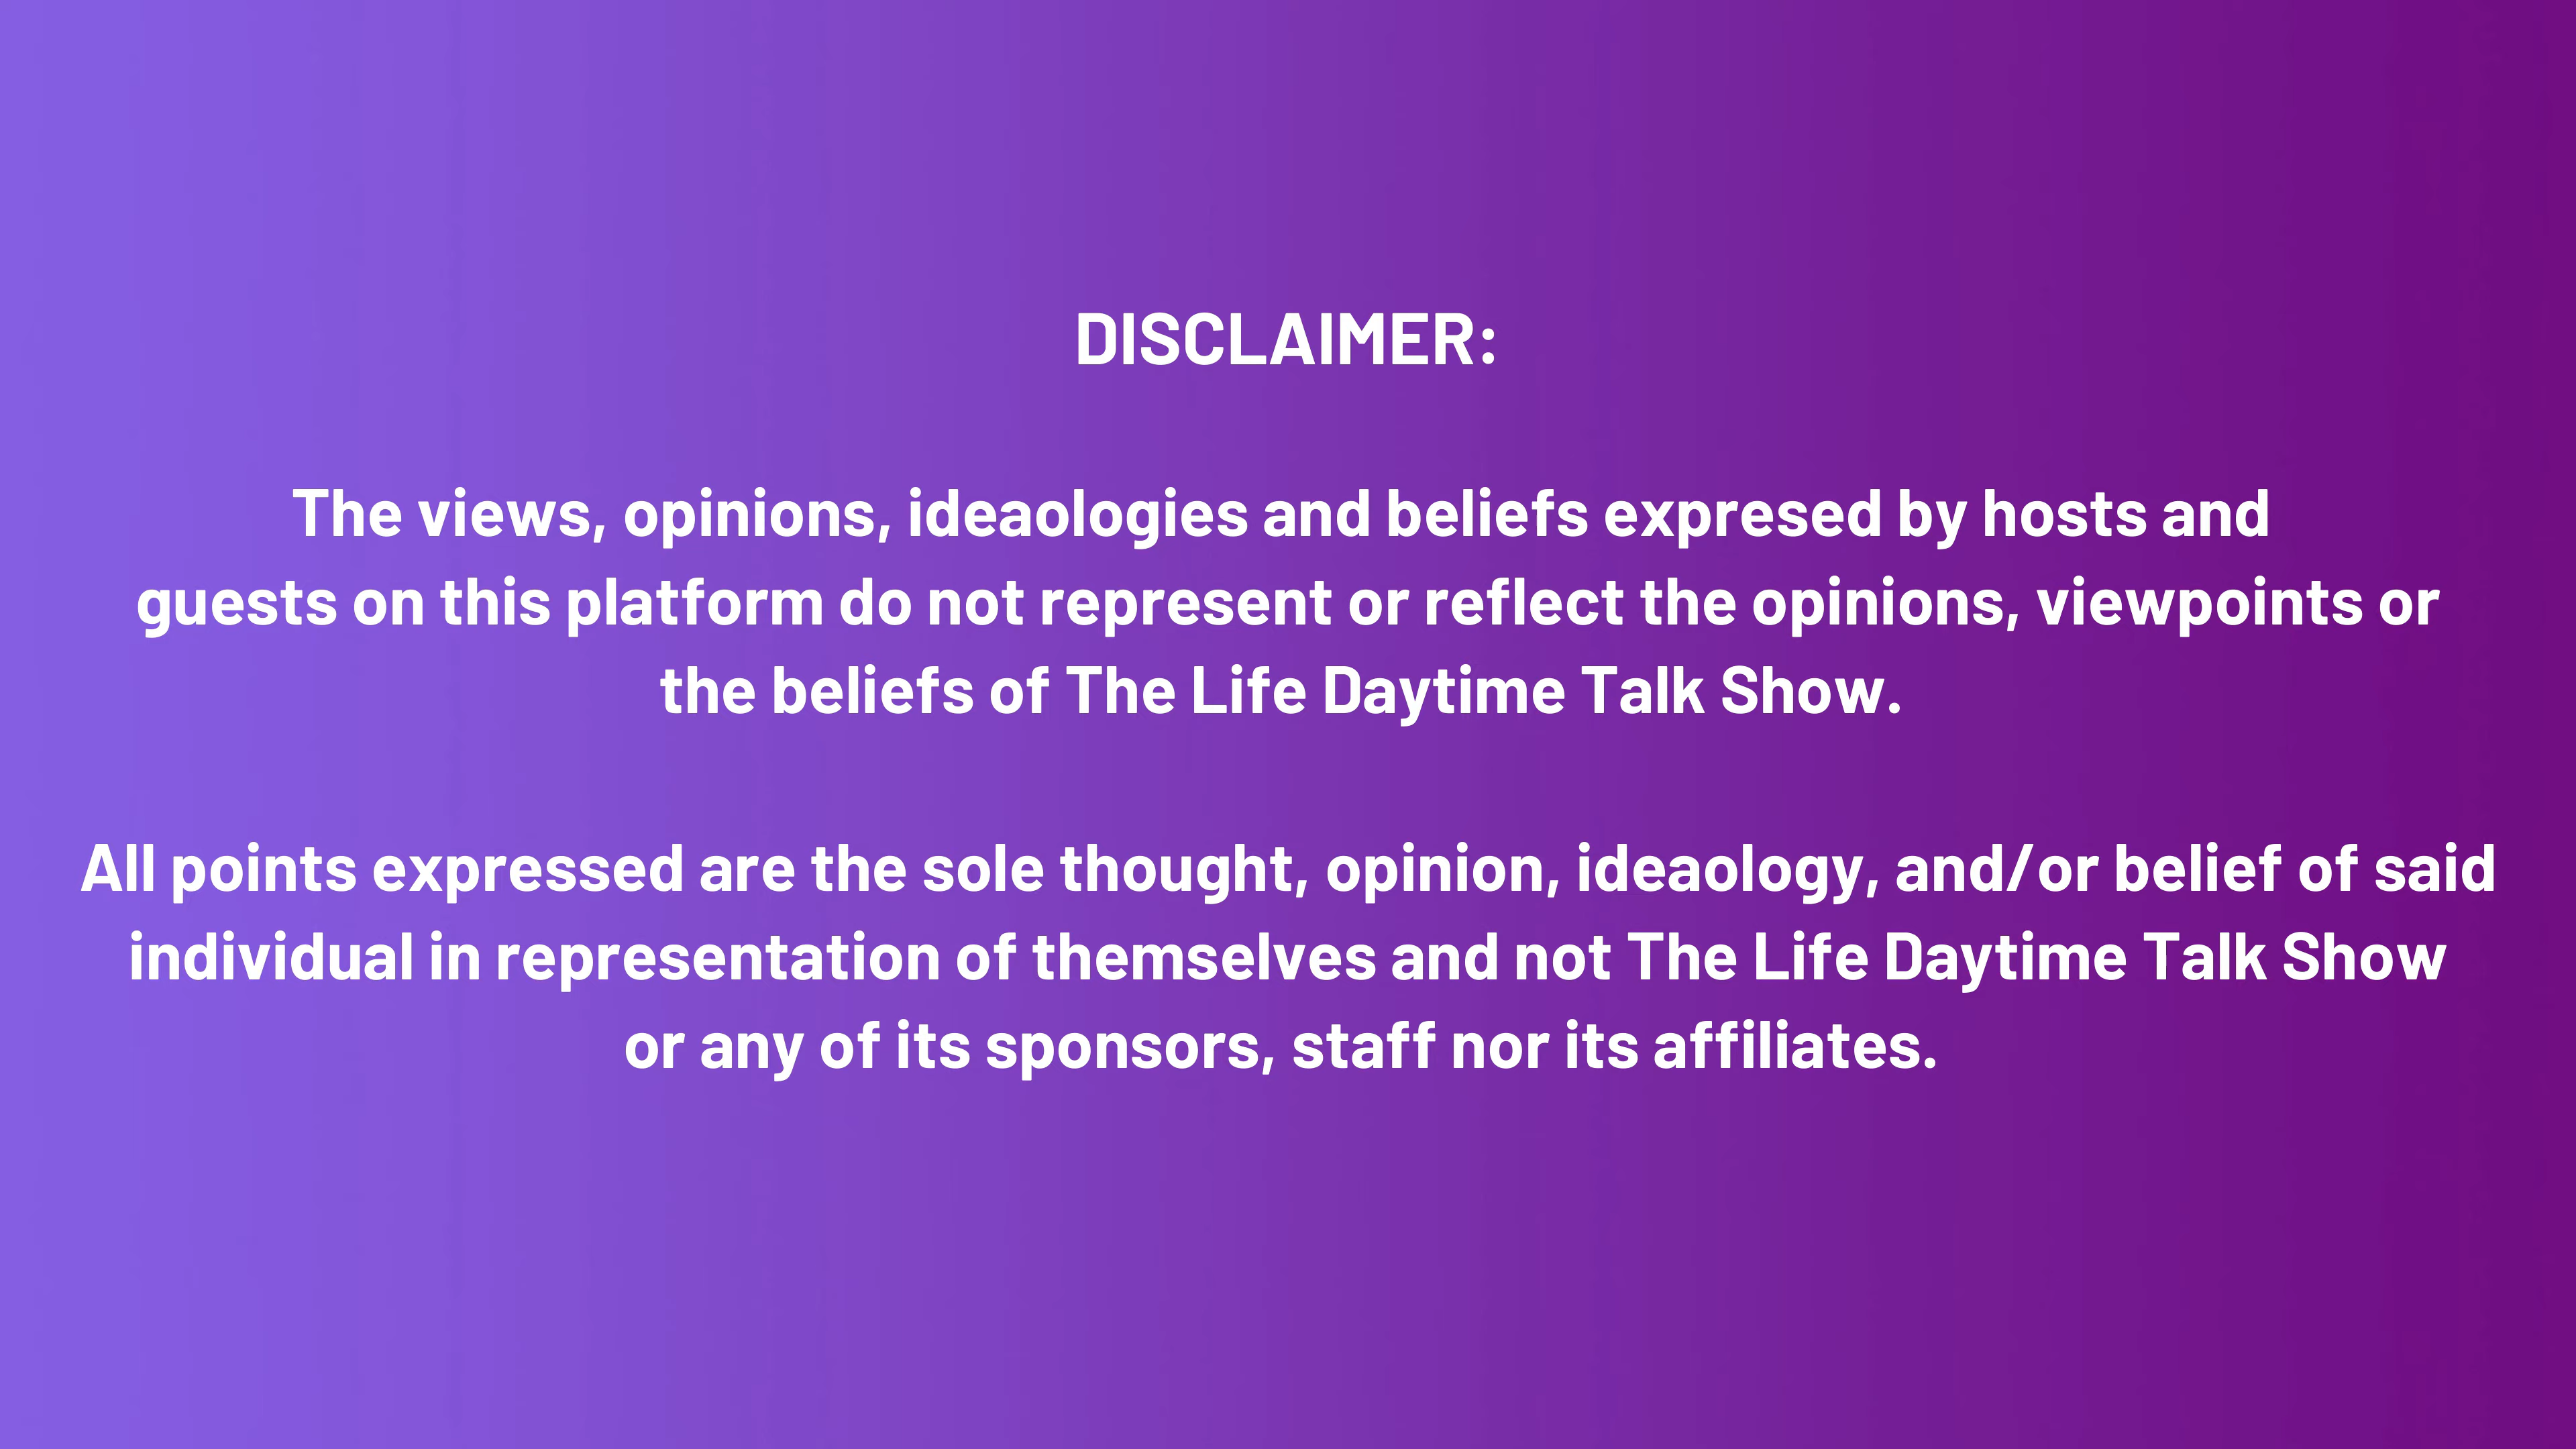 DISCLAIMER:
The views, opinions, ideaologies and beliefs expresed by hosts and
guests on this platform do not represent or reflect the opinions, viewpoints or
the beliefs of The Life Daytime Talk Show.
All points expressed are the sole thought, opinion, ideaology, and/or belief of said
individual in representation of themselves and not The Life Daytime Talk Show
or any of its sponsors, staff nor its affiliates.